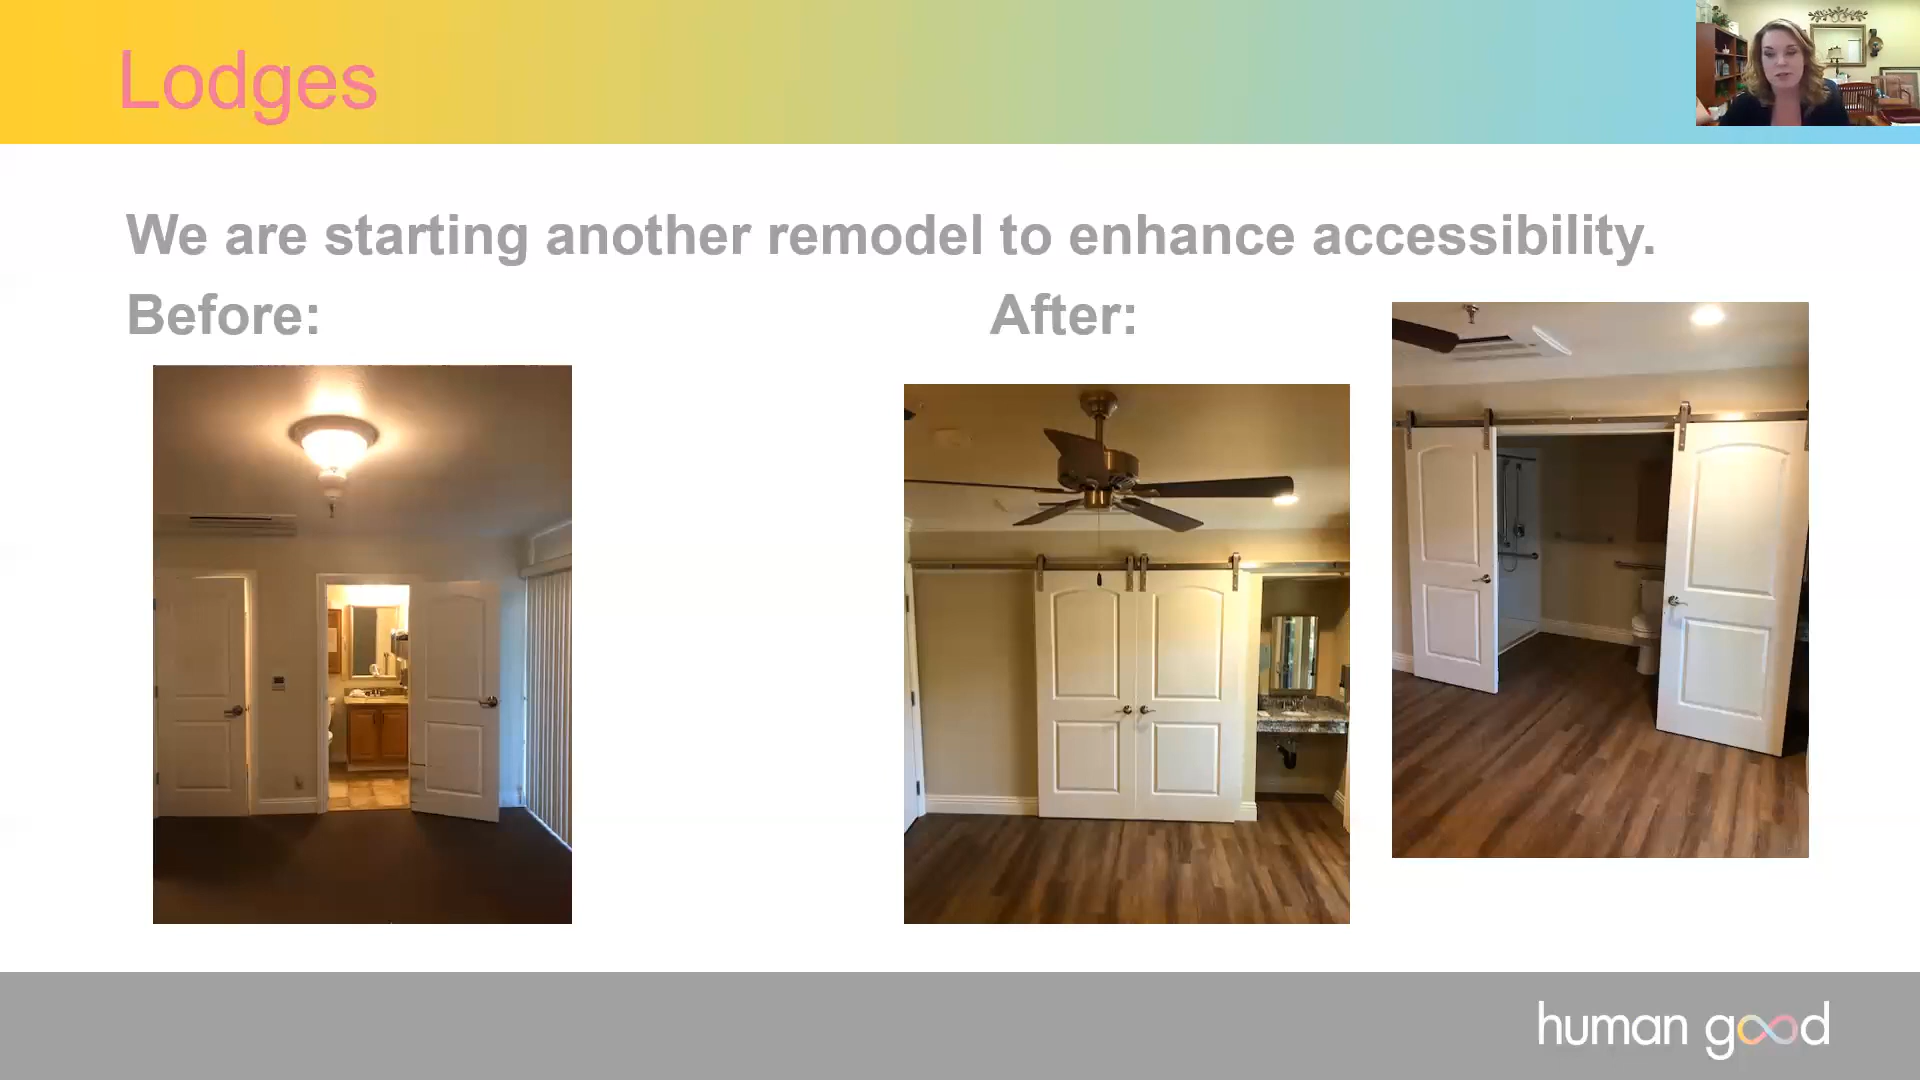 Lodges
We are starting another remodel to enhance accessibility.
Before:
After:
human good